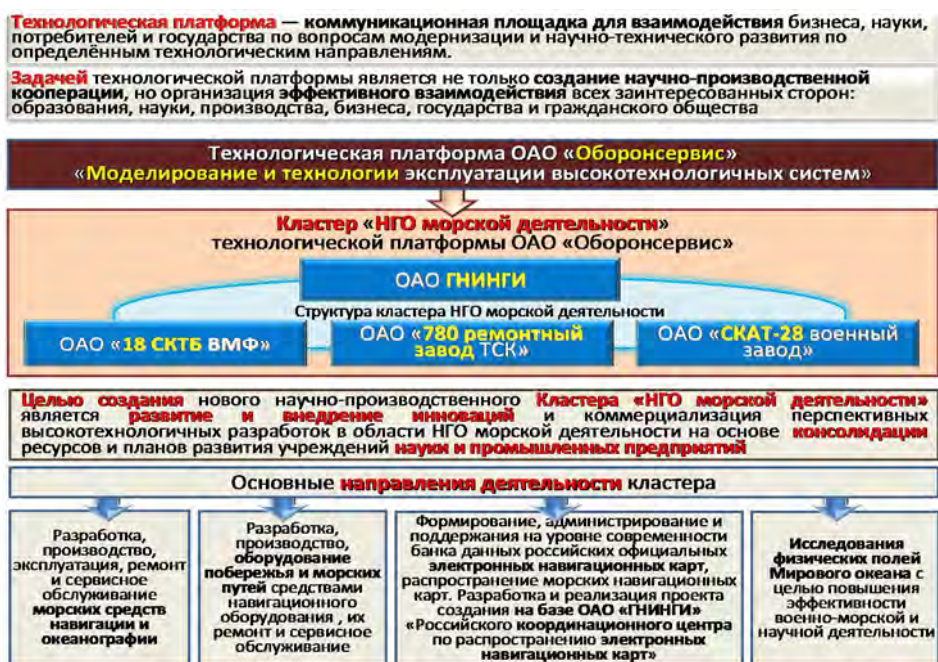 Технологическая платформа — коммуникационная площадка для взаимодействия бизнеса, науки,
потребителей и государства по вопросам модернизации и научно-технического развития по
определённым технологическим направлениям.
Задачей технологической платформы является не только создание научно-производственной
кооперации, но организация эффективного взаимодействия всех заинтересованных сторон:
образования, науки, производства, бизнеса, государства и гражданского общества
Технологическая платформа ОАО «Оборонсервис»
«Моделирование и технологии эксплуатации высокотехнологичных систем»
Кластер «НГО морской деятельности»
технологической платформы ОАО «Оборонсервис»
ОАО ГНИНГИ
Структура кластера НГО морской деятельности
ОАО «18 СКТБ ВМФ»
ОАО «780 ремонтный
завод ТСК»
ОАО «СКАТ-28 военный
завод»
Целью создания нового научно-производственного Кластера «НГО морской деятельности»
является развитие и внедрение инноваций и коммерциализация перспективных
высокотехнологичных разработок в области НГО морской деятельности на основе консолидации
ресурсов и планов развития учреждений науки и промышленных предприятий
Основные направления деятельности кластера
Разработка,
производство,
эксплуатация, ремонт
и сервисное
обслуживание
морских средств
навигации и
океанографии
Разработка,
производство,
оборудование
побережья и морских
путей средствами
навигационного
оборудования , их
ремонт и сервисное
обслуживание
Формирование, администрирование и
поддержания на уровне современности
банка данных российских официальных
электронных навигационных карт,
распространение морских навигационных
карт. Разработка и реализация проекта
создания на базе ОАО «ГНИНГИ»
«Российского координационного центра
по распространению электронных
навигационных карт»
Исследования
физических полей
Мирового океана с
целью повышения
эффективности
военно-морской и
научной деятельности